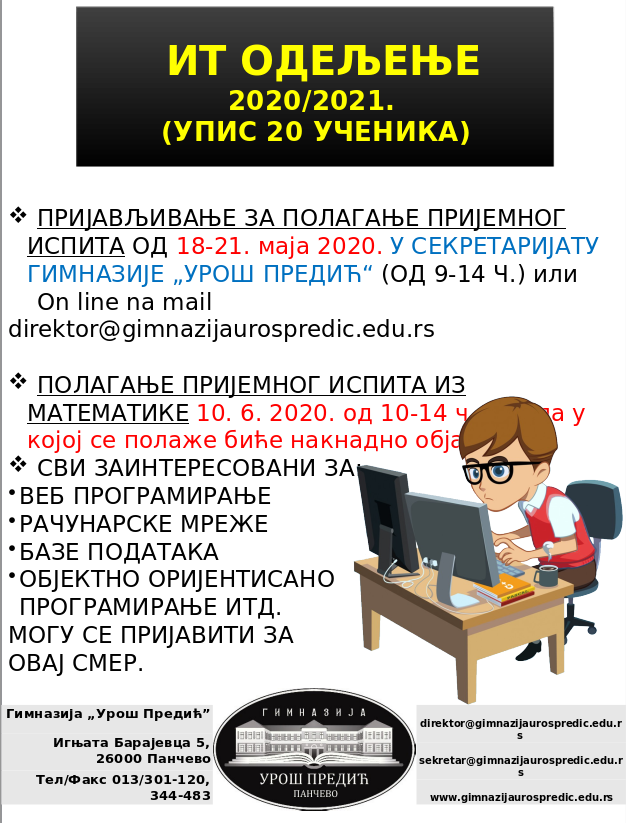 ИТ ОДЕЉЕЊЕ
2020/2021.
(УПИС 20 УЧЕНИКА)
❖ ПРИЈАВЉИВАЊЕ ЗА ПОЛАГАЊЕ ПРИЈЕМНОГ
ИСПИТА ОД 18-21. маја 2020. У СЕКРЕТАРИЈАТУ
ГИМНАЗИЈЕ „УРОШ ПРЕДИЋ“ (ОД 9-14 Ч.) или
On line na mail
direktor@gimnazijaurospredic.edu.rs
❖ ПОЛАГАЊЕ ПРИЈЕМНОГ ИСПИТА ИЗ
МАТЕМАТИКЕ 10. 6. 2020. од 10-14 ч у
којој се полаже биће накнадно
❖ СВИ ЗАИНТЕРЕСОВАНИ ЗА:
•ВЕБ ПРОГРАМИРАЊЕ
•РАЧУНАРСКЕ МРЕЖЕ
•БАЗЕ ПОДАТАКА
•ОБЈЕКТНО ОРИЈЕНТИСАНО
ПРОГРАМИРАЊЕ ИТД.
МОГУ СЕ ПРИЈАВИТИ ЗА
ОВАЈ СМЕР.
Гимназија „Урош Предић”
Игњата Барајевца 5,
26000 Панчево
Тел/Факс 013/301-120,
344-483
ГИМНАЗИЈА
УРОШ ПРЕДИЋ
ПАНЧЕВО
direktor@gimnazijaurospredic.edu.r
s
sekretar@gimnazijaurospredic.edu.r
s
www.gimnazijaurospredic.edu.rs